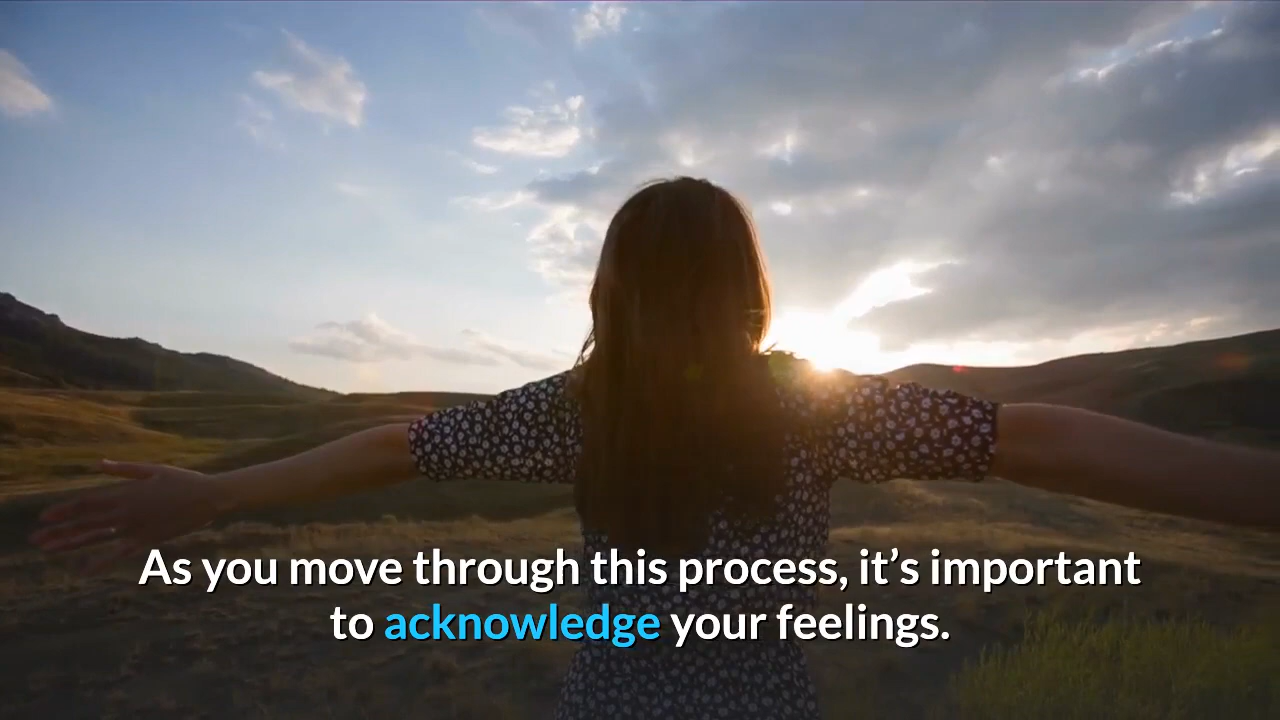 As you move through this process, it’s important
to acknowledge your feelings.